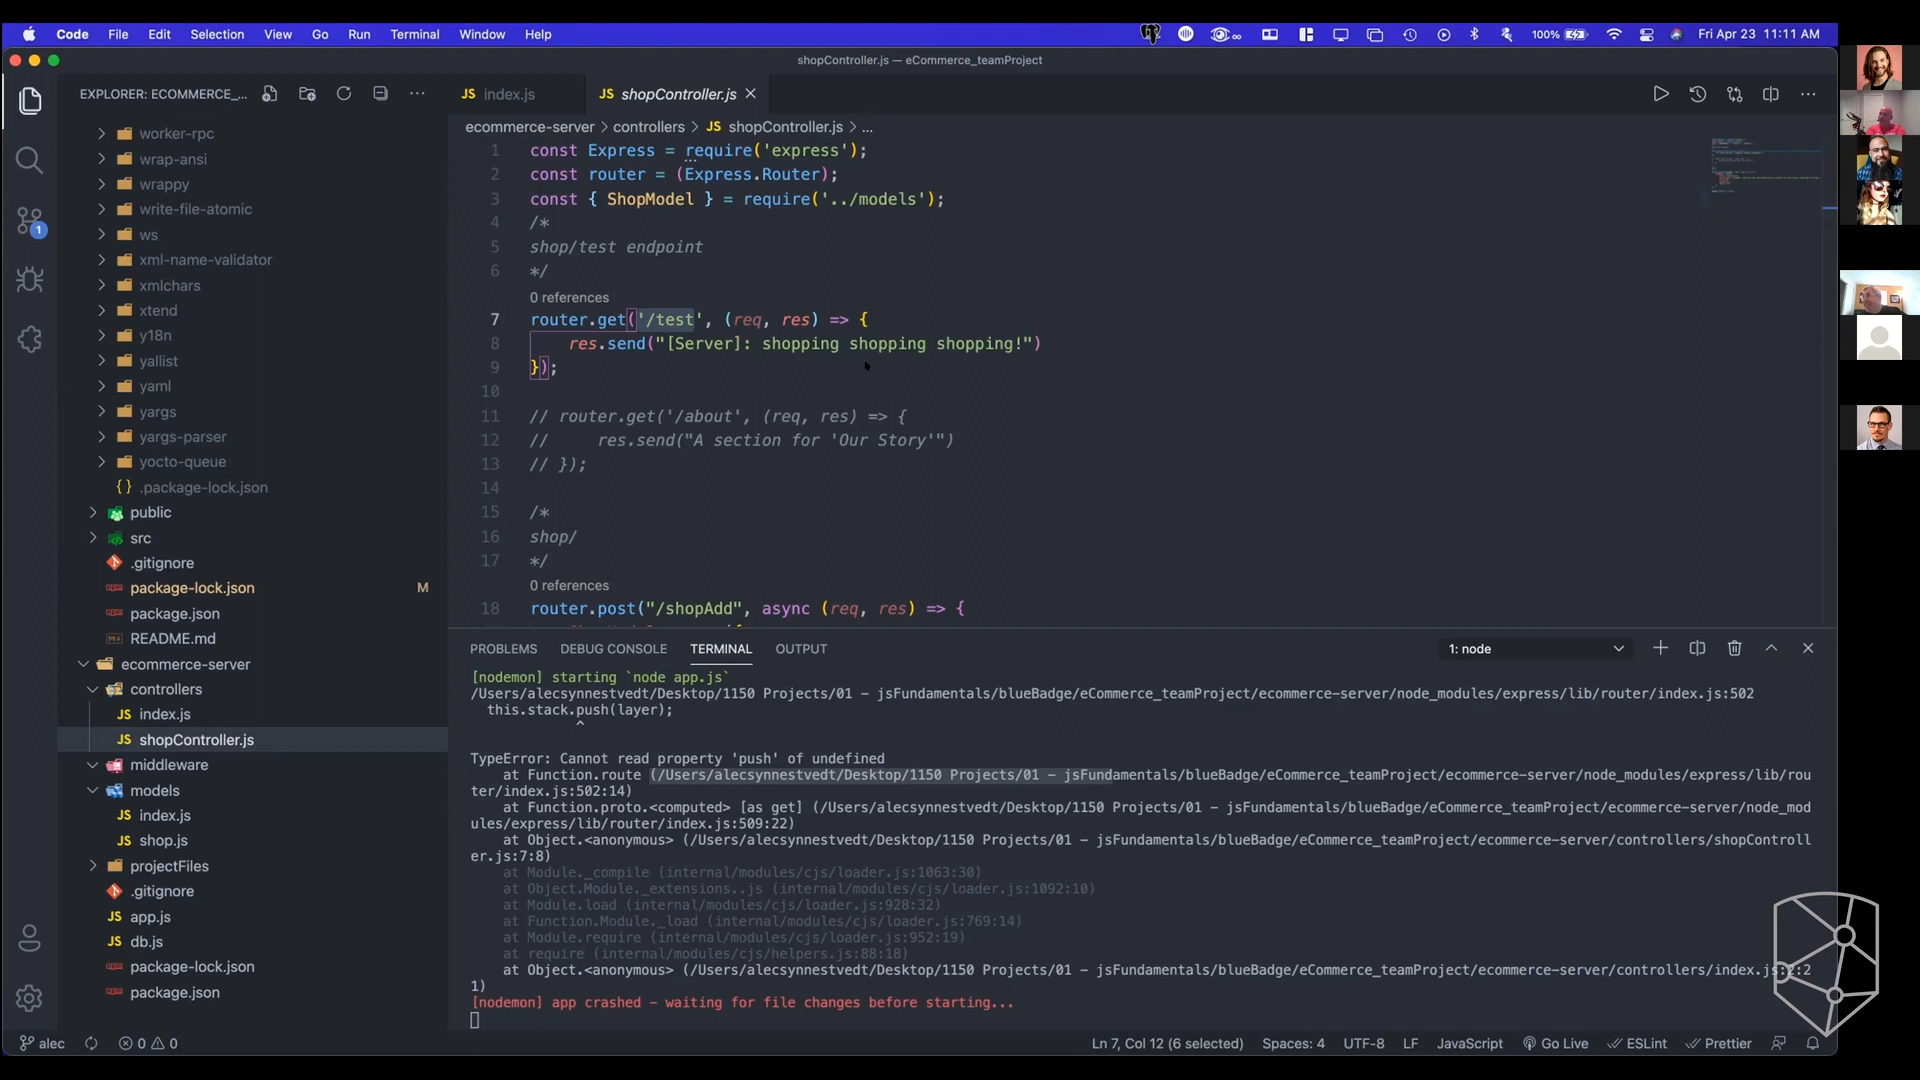 Code File Edit Selection View Go Run Terminal Window Help 100% Fri Apr 23 11:11 AM
shopController.js — eCommerce_teamProject
EXPLORER: ECOMMERCE_... ···
JS index.js JS shopController.js
ecommerce-server > controllers > JS shopController.js > ...
worker-rpc
wrap-ansi
wrappy
write-file-atomic
ws
xml-name-validator
xmlchars
xtend
y18n
yallist
yaml
yargs
yargs-parser
yocto-queue
{} .package-lock.json
public
src
.gitignore
package-lock.json M
package.json
README.md
ecommerce-server
controllers
JS index.js
JS shopController.js
middleware
models
JS index.js
JS shop.js
projectFiles
.gitignore
JS app.js
JS db.js
package-lock.json
package.json
1
1 const Express = require('express');
2 const router = (Express.Router);
3 const { ShopModel } = require('../models');
4 /*
5 shop/test endpoint
6 */
0 references
7 router.get('/test', (req, res) => {
8 res.send("[Server]: shopping shopping shopping!")
9 });
10
11 // router.get('/about', (req, res) => {
12 // res.send("A section for 'Our Story'")
13 // });
14
15 /*
16 shop/
17 */
0 references
18 router.post("/shopAdd", async (req, res) => {
PROBLEMS DEBUG CONSOLE TERMINAL OUTPUT 1: node
[nodemon] starting `node app.js`
/Users/alecsynnestvedt/Desktop/1150 Projects/01 - jsFundamentals/blueBadge/eCommerce_teamProject/ecommerce-server/node_modules/express/lib/router/index.js:502
this.stack.push(layer);
^
TypeError: Cannot read property 'push' of undefined
at Function.route (/Users/alecsynnestvedt/Desktop/1150 Projects/01 - jsFundamentals/blueBadge/eCommerce_teamProject/ecommerce-server/node_modules/express/lib/rou
ter/index.js:502:14)
at Function.proto.<computed> [as get] (/Users/alecsynnestvedt/Desktop/1150 Projects/01 - jsFundamentals/blueBadge/eCommerce_teamProject/ecommerce-server/node_mod
ules/express/lib/router/index.js:509:22)
at Object.<anonymous> (/Users/alecsynnestvedt/Desktop/1150 Projects/01 - jsFundamentals/blueBadge/eCommerce_teamProject/ecommerce-server/controllers/shopControll
er.js:7:8)
at Module._compile (internal/modules/cjs/loader.js:1063:30)
at Object.Module._extensions..js (internal/modules/cjs/loader.js:1092:10)
at Module.load (internal/modules/cjs/loader.js:928:32)
at Function.Module._load (internal/modules/cjs/loader.js:769:14)
at Module.require (internal/modules/cjs/loader.js:952:19)
at require (internal/modules/cjs/helpers.js:88:18)
at Object.<anonymous> (/Users/alecsynnestvedt/Desktop/1150 Projects/01 - jsFundamentals/blueBadge/eCommerce_teamProject/ecommerce-server/controllers/index.js:2:2
1)
[nodemon] app crashed - waiting for file changes before starting...
alec 0 0 Ln 7, Col 12 (6 selected) Spaces: 4 UTF-8 LF JavaScript Go Live ESLint Prettier